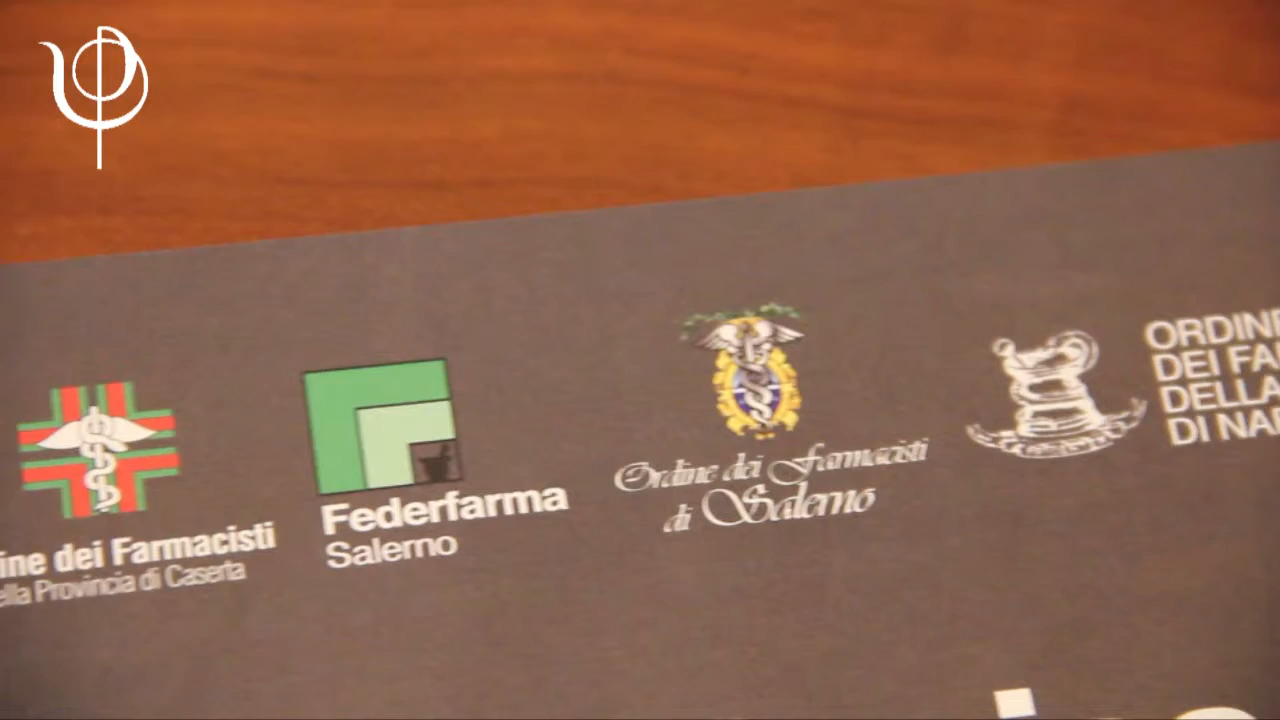 ine dei Farmacisti
ella Provincia di Caserta
Federfarma
Salerno
Ordine dei Farmacisti
di Salerno
ORDINE
DEI FA
DELLA
DI NA